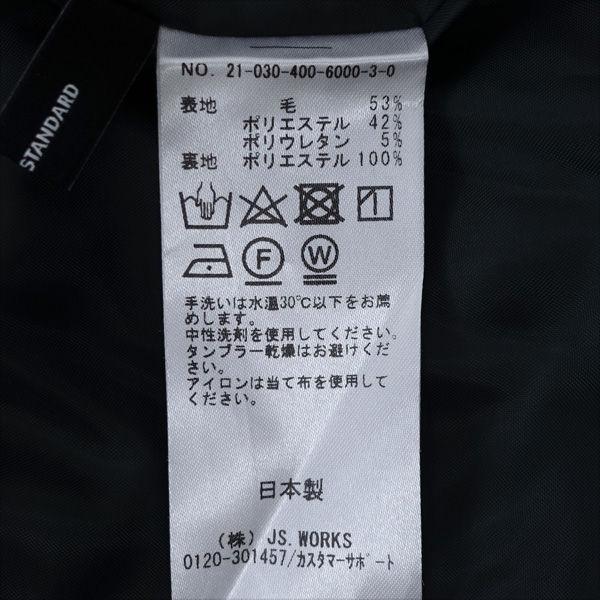 STANDARD
NO. 21-030-400-6000-3-0
表地 毛 53%
ポリエステル 42%
ポリウレタン 5%
裏地 ポリエステル 100%
F W
手洗いは水温30℃以下をお薦
めします。
中性洗剤を使用してください。
タンブラー乾燥はお避けくだ
さい。
アイロンは当て布を使用して
ください。
日本製
(株) JS.WORKS
0120-301457/ｶｽﾀﾏｰｻﾎﾟｰﾄ